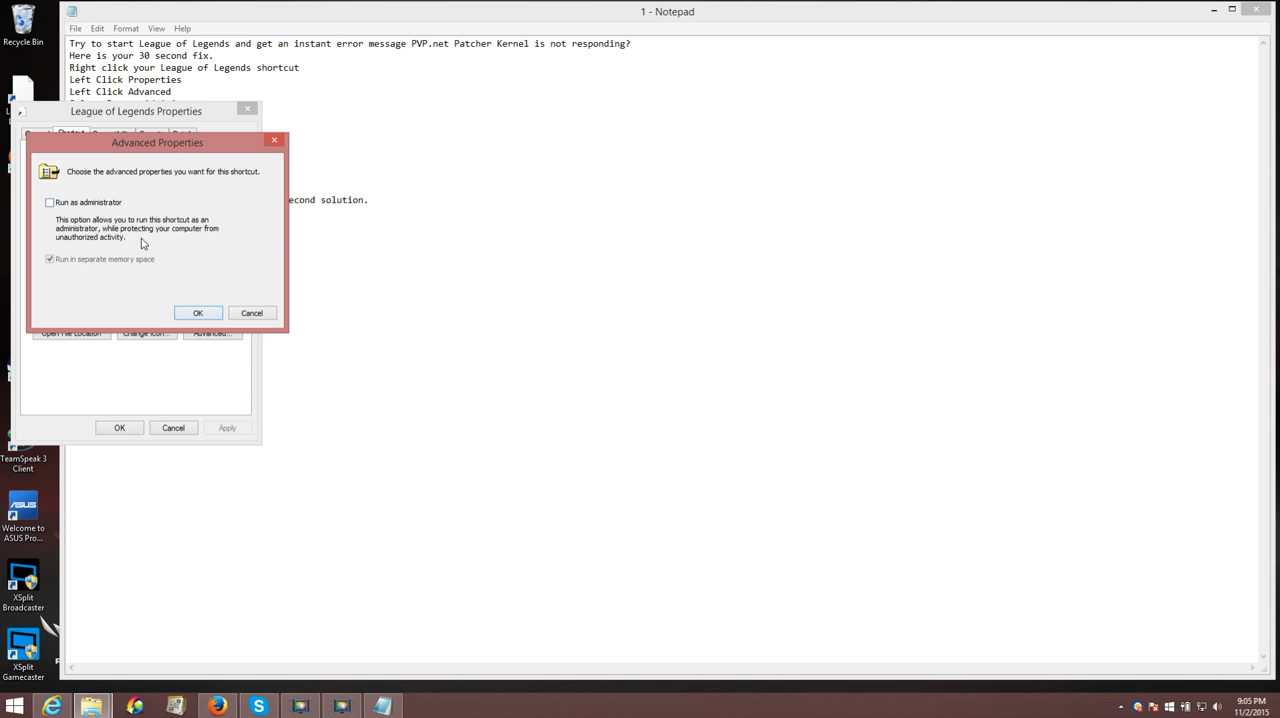 Recycle Bin
1 - Notepad
File Edit Format View Help
Try to start League of Legends and get an instant error message PVP.net Patcher Kernel is not responding?
Here is your 30 second fix.
Right click your League of Legends shortcut
Left Click Properties
Left Click Advanced
League of Legends Properties
Advanced Properties
Choose the advanced properties you want for this shortcut.
Run as administrator
econd solution.
This option allows you to run this shortcut as an
administrator, while protecting your computer from
unauthorized activity.
Run in separate memory space
OK Cancel
Open File Location Change Icon... Advanced...
OK Cancel Apply
TeamSpeak 3
Client
ASUS
Welcome to
ASUS Pro...
XSplit
Broadcaster
XSplit
Gamecaster
9:05 PM
11/2/2015